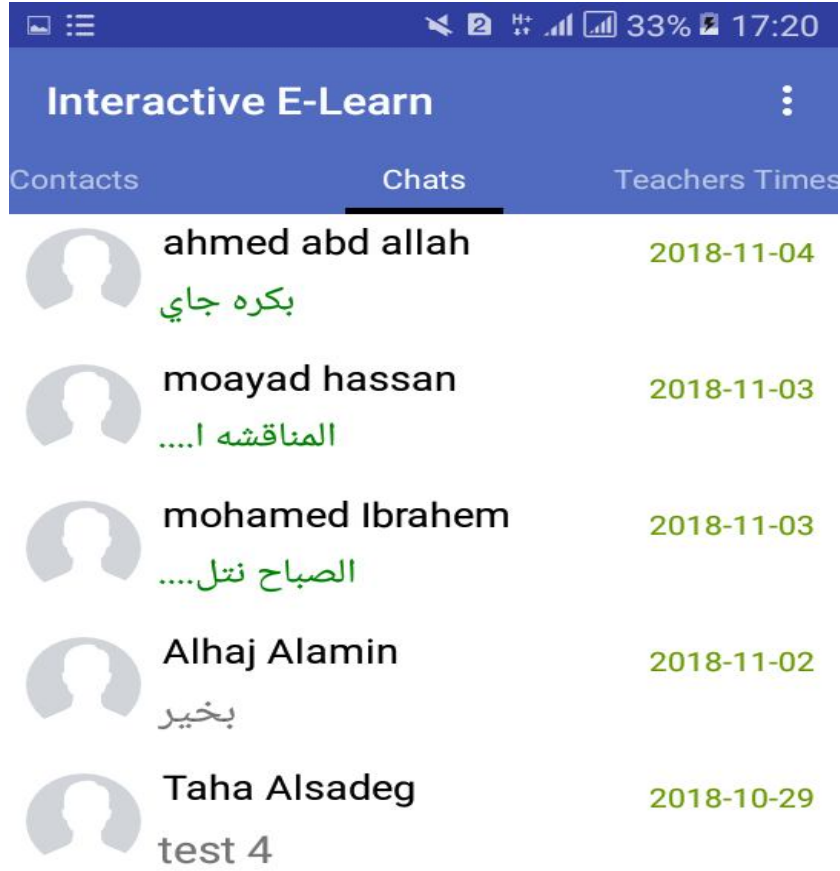 33% 17:20
Interactive E-Learn
Contacts Chats Teachers Times
ahmed abd allah 2018-11-04
بكره جاي
moayad hassan 2018-11-03
المناقشه ا....
mohamed Ibrahem 2018-11-03
الصباح نتل....
Alhaj Alamin 2018-11-02
بخير
Taha Alsadeg 2018-10-29
test 4